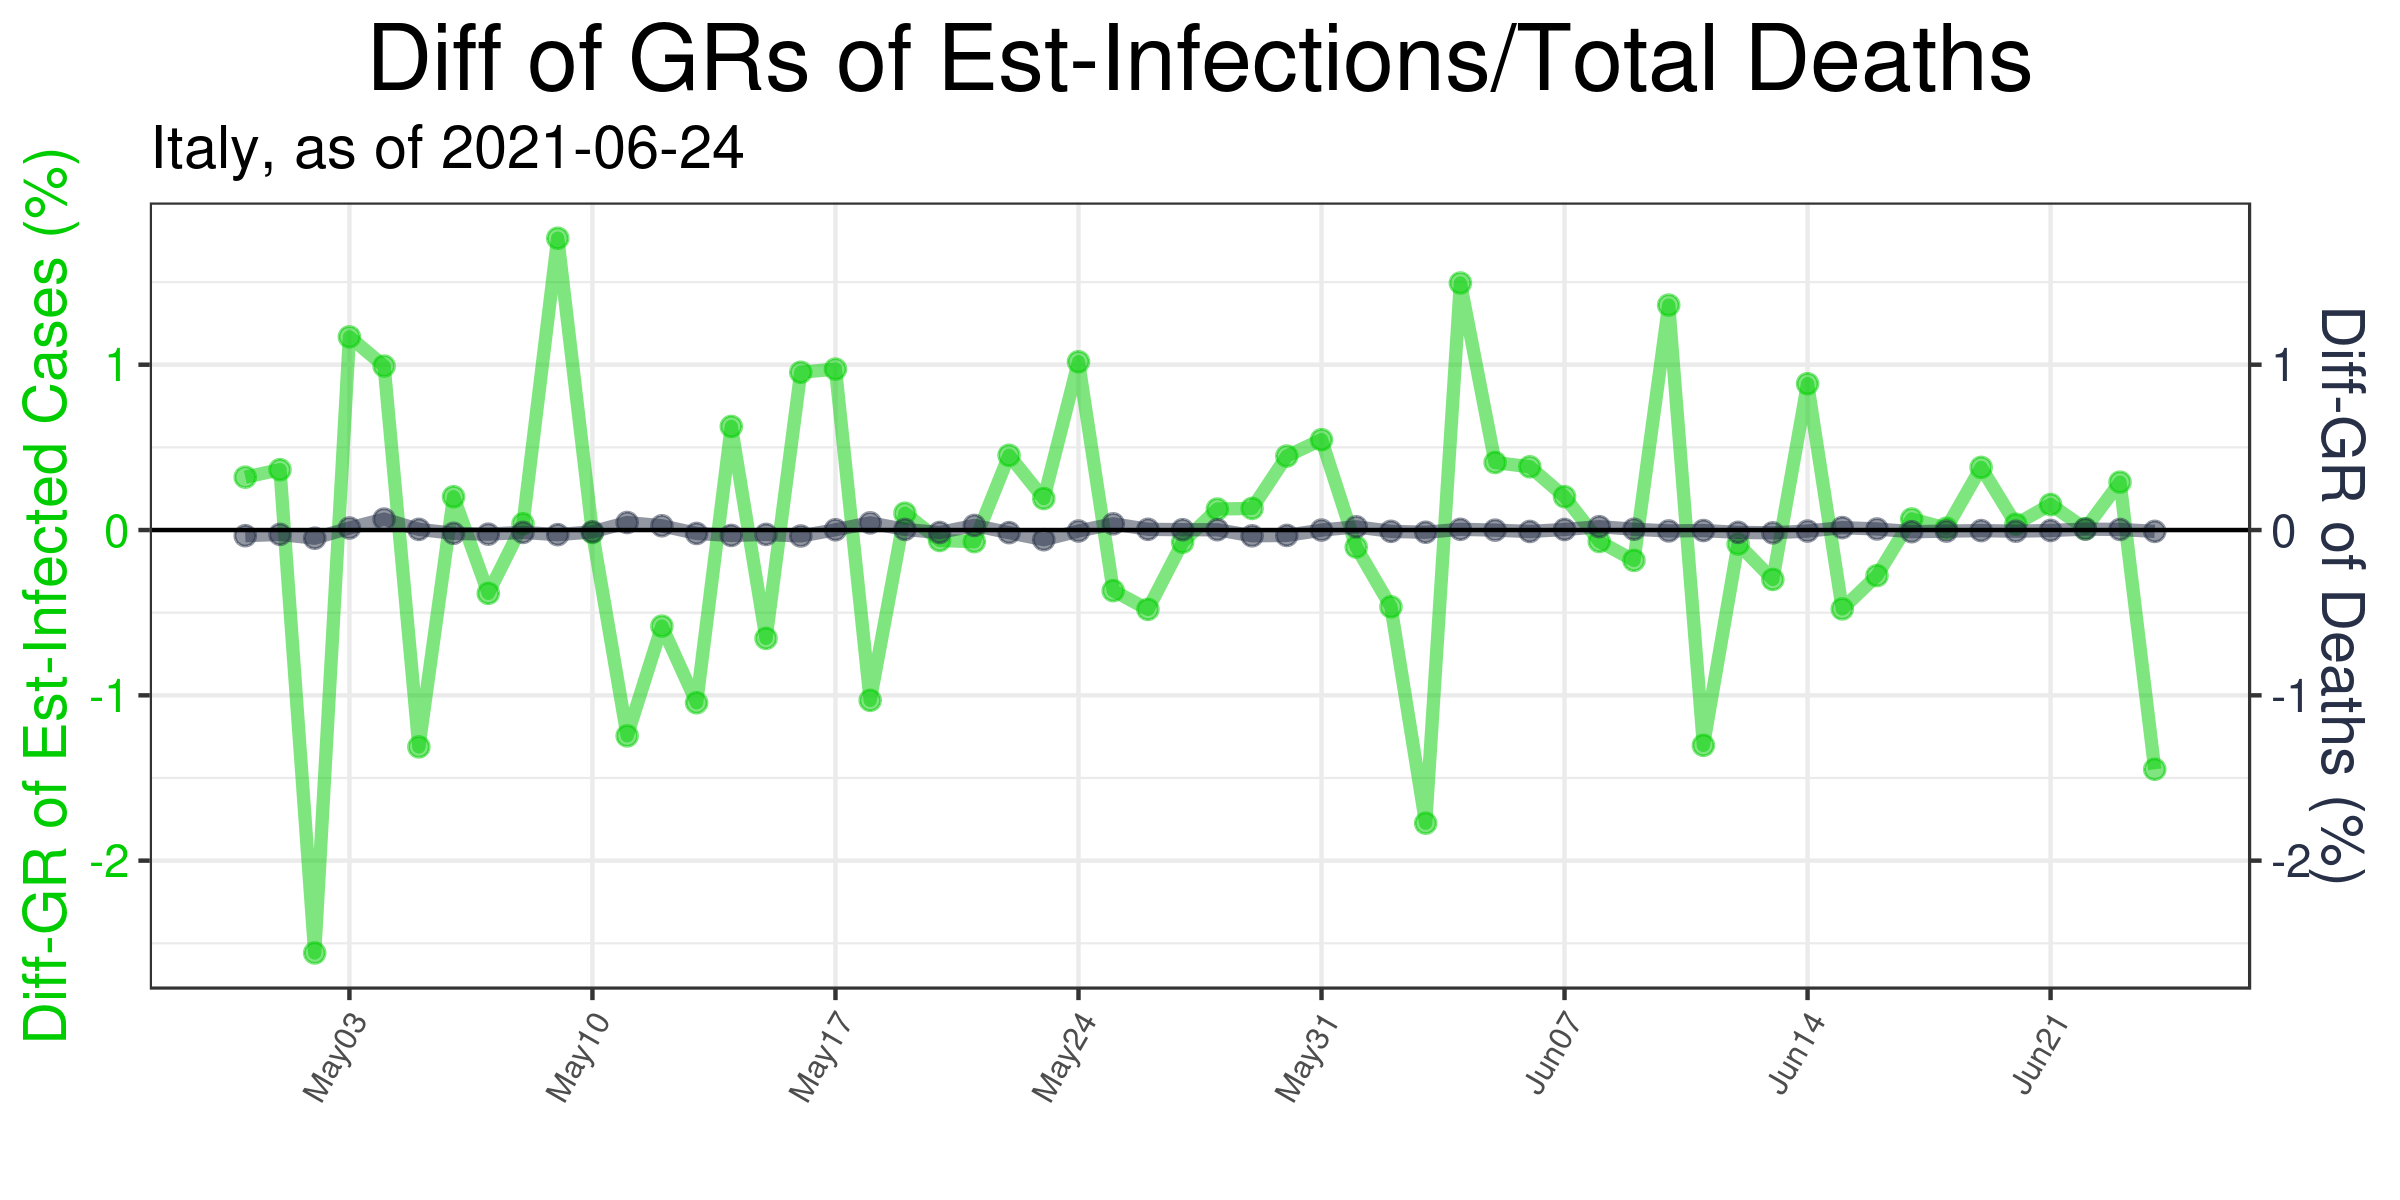 Diff of GRs of Est-Infections/Total Deaths
Italy, as of 2021-06-24
Diff-GR of Est-Infected Cases (%)
1
0
-1
-2
1
0
-1
-2
Diff-GR of Deaths (%)
May03
May10
May17
May24
May31
Jun07
Jun14
Jun21